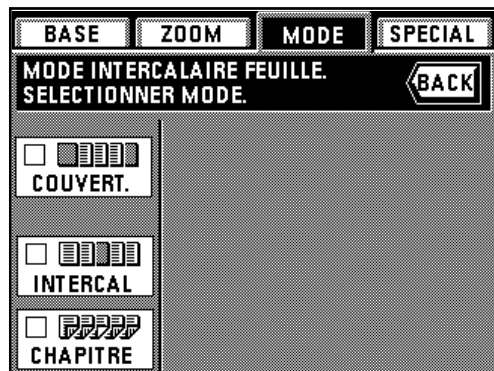 BASE ZOOM MODE SPECIAL
MODE INTERCALAIRE FEUILLE.
SELECTIONNER MODE.
BACK
COUVERT.
INTERCAL
CHAPITRE